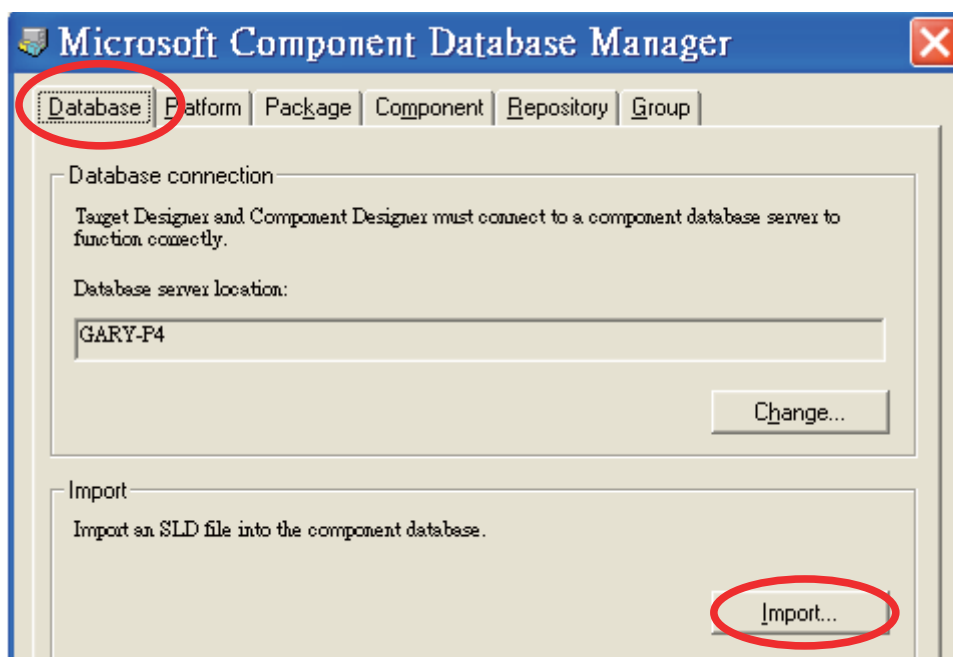 Microsoft Component Database Manager
Database Platform Package Component Repository Group
Database connection
Target Designer and Component Designer must connect to a component database server to
function correctly.
Database server location:
GARY-P4
Change...
Import
Import an SLD file into the component database.
Import...